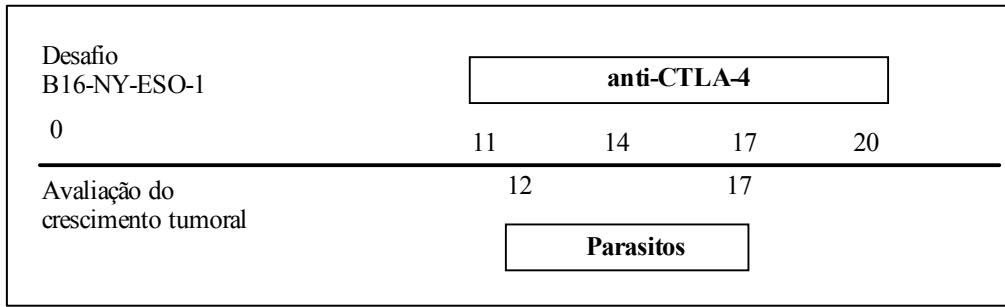 Desafio
B16-NY-ESO-1
anti-CTLA-4
0
11 14 17 20
Avaliação do
crescimento tumoral
12 17
Parasitos